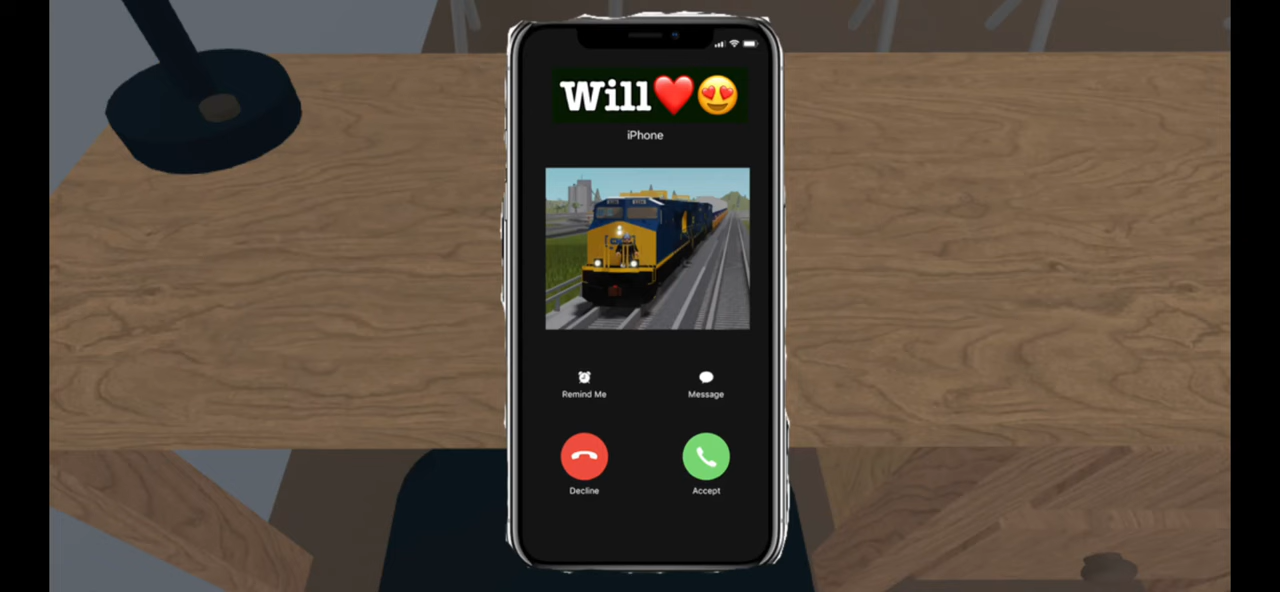 Will❤️😍
iPhone
Remind Me
Message
Decline
Accept